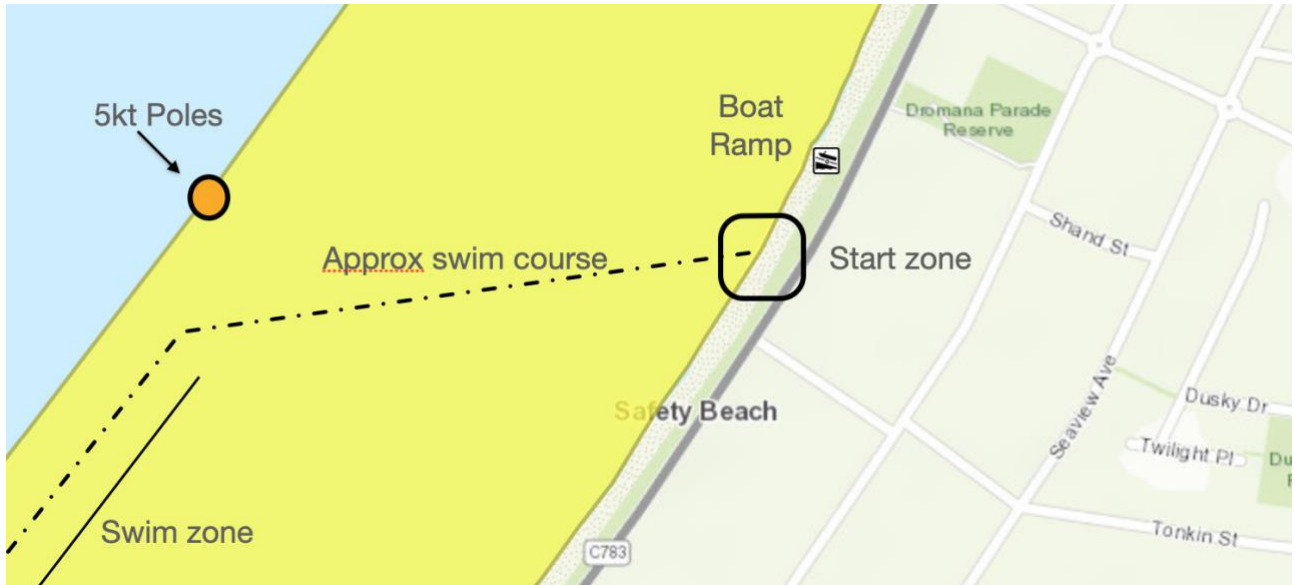 5kt Poles
Boat
Ramp
Dromana Parade
Reserve
Shand St
Approx swim course
Start zone
Safety Beach
Seaview Ave
Dusky Dr
Twilight Pl
Du
Swim zone
C783
Tonkin St